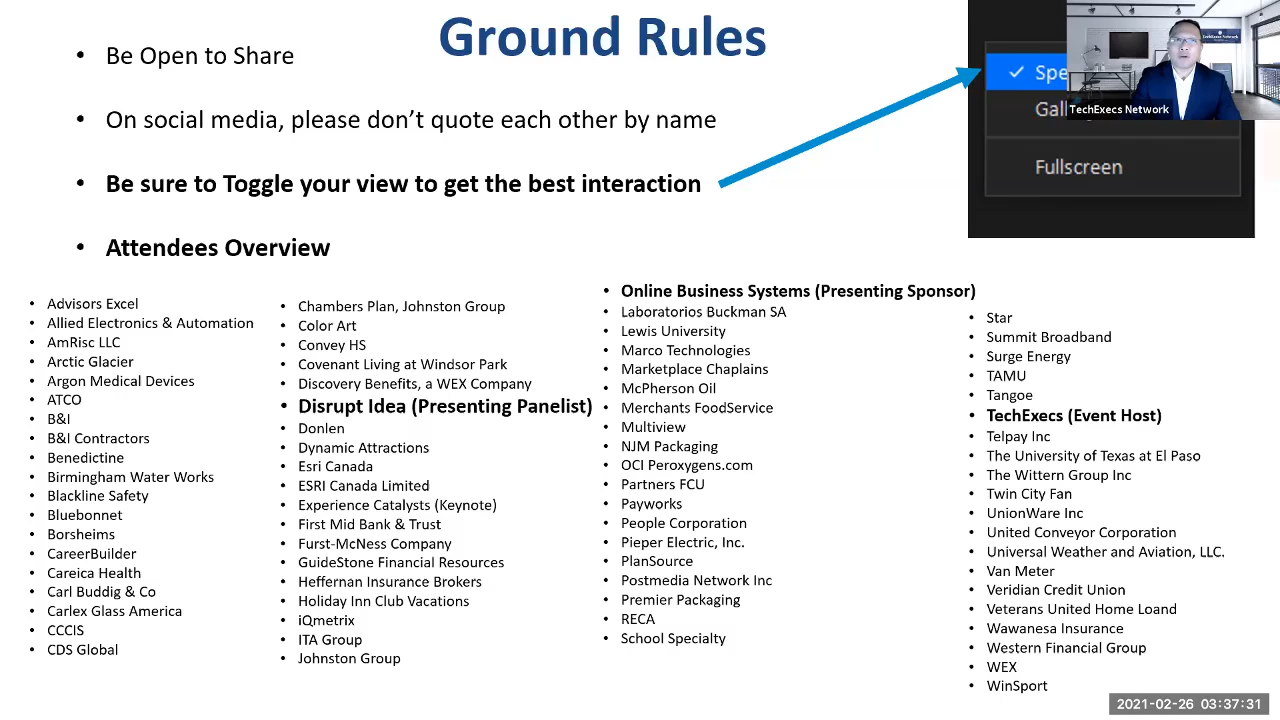 Ground Rules
Be Open to Share
On social media, please don’t quote each other by name
Be sure to Toggle your view to get the best interaction
Attendees Overview
Fullscreen
TechExecs Network
TechExecs Network
Advisors Excel
Allied Electronics & Automation
AmRisc LLC
Arctic Glacier
Argon Medical Devices
ATCO
B&I
B&I Contractors
Benedictine
Birmingham Water Works
Blackline Safety
Bluebonnet
Borsheims
CareerBuilder
Careica Health
Carl Buddig & Co
Carlex Glass America
CCCIS
CDS Global
Chambers Plan, Johnston Group
Color Art
Convey HS
Covenant Living at Windsor Park
Discovery Benefits, a WEX Company
Disrupt Idea (Presenting Panelist)
Donlen
Dynamic Attractions
Esri Canada
ESRI Canada Limited
Experience Catalysts (Keynote)
First Mid Bank & Trust
Furst-McNess Company
GuideStone Financial Resources
Heffernan Insurance Brokers
Holiday Inn Club Vacations
iQmetrix
ITA Group
Johnston Group
Online Business Systems (Presenting Sponsor)
Laboratorios Buckman SA
Lewis University
Marco Technologies
Marketplace Chaplains
McPherson Oil
Merchants FoodService
Multiview
NJM Packaging
OCI Peroxygens.com
Partners FCU
Payworks
People Corporation
Pieper Electric, Inc.
PlanSource
Postmedia Network Inc
Premier Packaging
RECA
School Specialty
Star
Summit Broadband
Surge Energy
TAMU
Tangoe
TechExecs (Event Host)
Telpay Inc
The University of Texas at El Paso
The Wittern Group Inc
Twin City Fan
UnionWare Inc
United Conveyor Corporation
Universal Weather and Aviation, LLC.
Van Meter
Veridian Credit Union
Veterans United Home Loand
Wawanesa Insurance
Western Financial Group
WEX
WinSport
2021-02-26 03:37:31